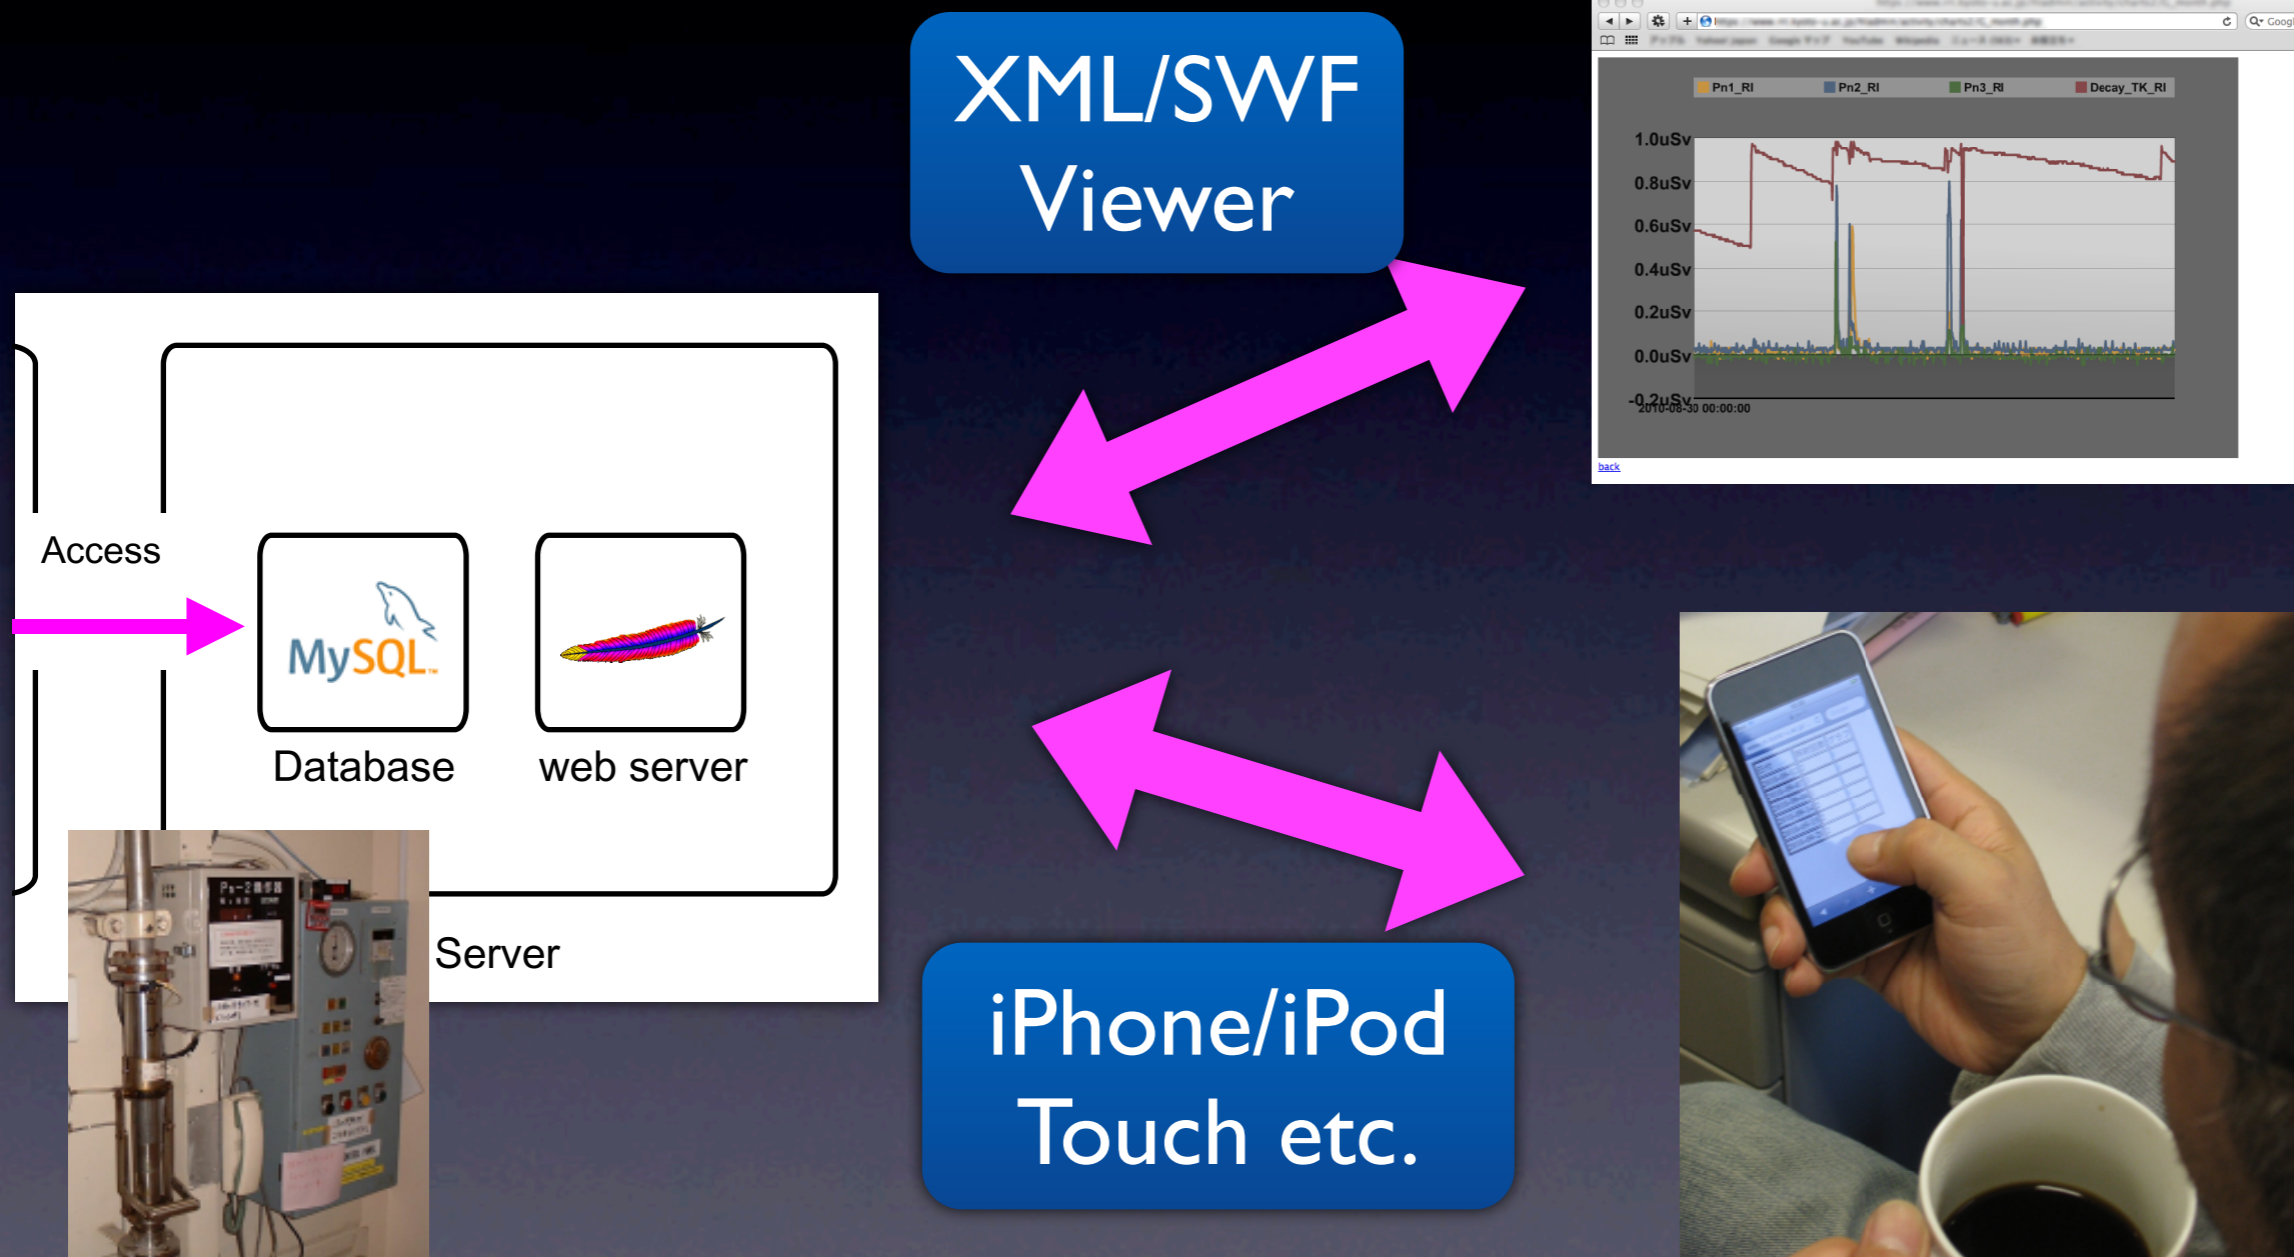 XML/SWF
Viewer
Pn1_RI
Pn2_RI
Pn3_RI
Decay_TK_RI
1.0uSv
0.8uSv
0.6uSv
0.4uSv
0.2uSv
0.0uSv
-0.2uSv
2010-08-30 00:00:00
back
Access
MySQL
Database
web server
Server
iPhone/iPod
Touch etc.